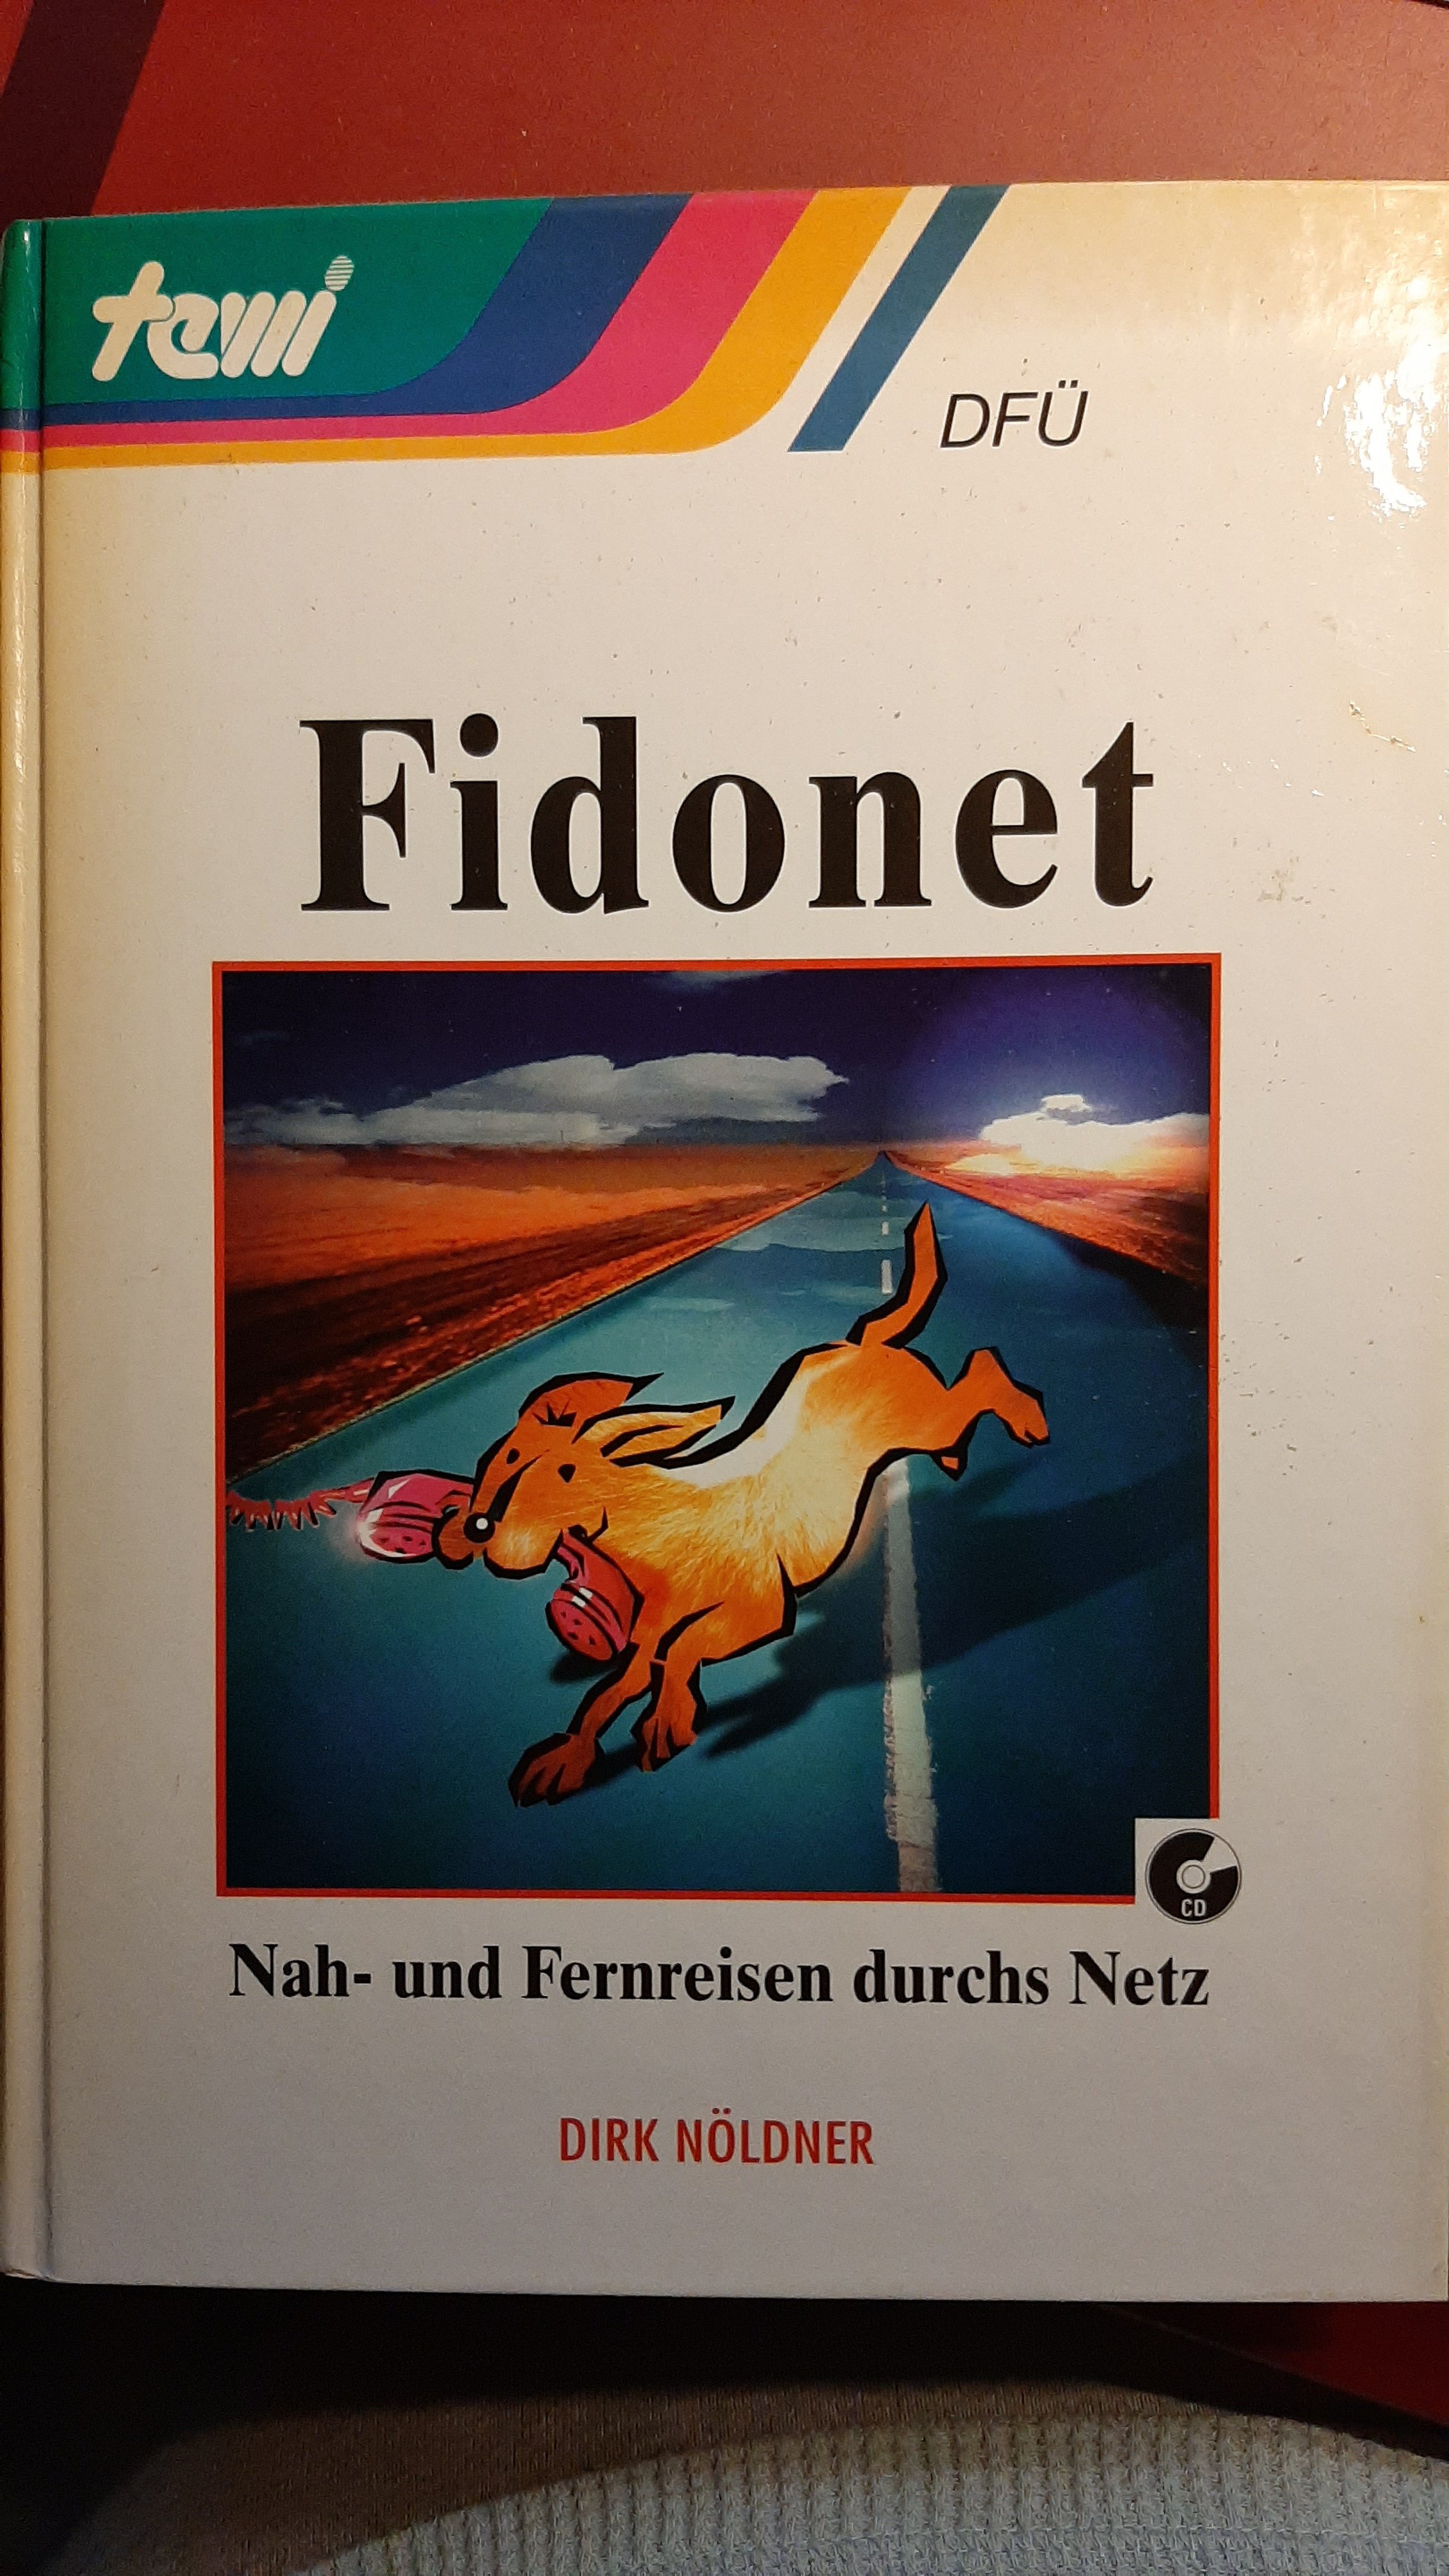 tewi
DFÜ
Fidonet
CD
Nah- und Fernreisen durchs Netz
DIRK NÖLDNER